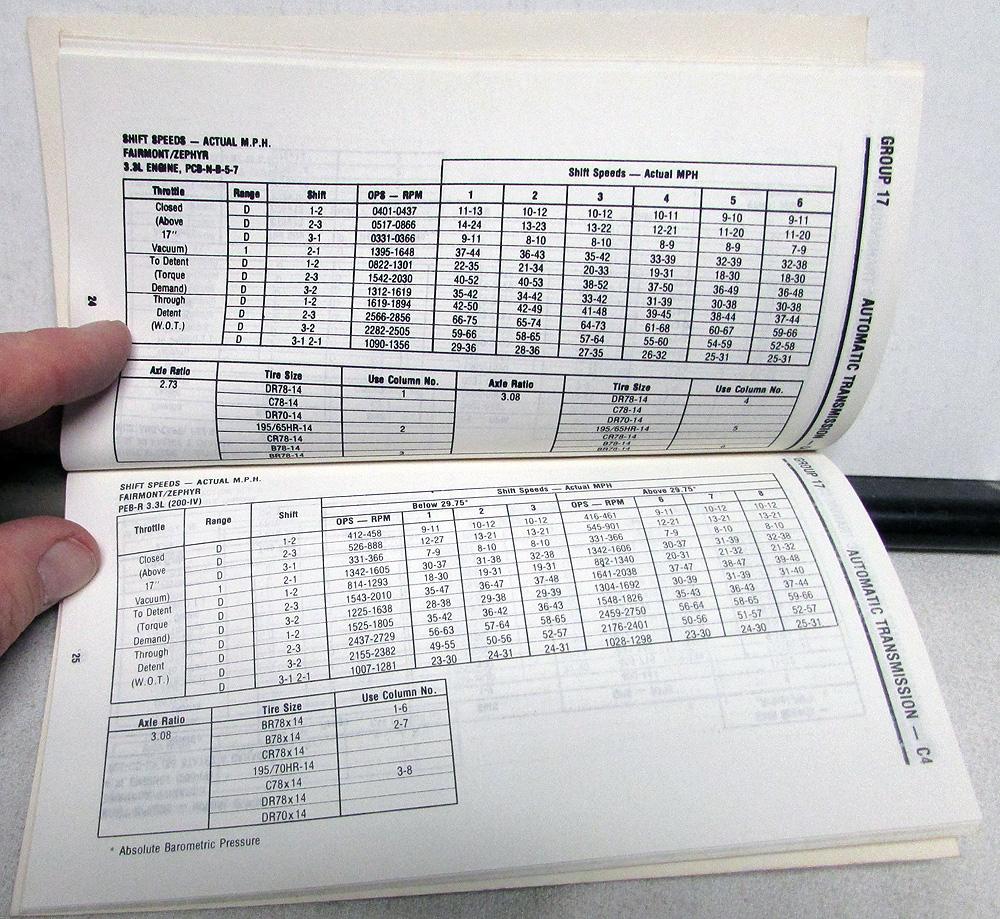 GROUP 17
AUTOMATIC TRANSMISSION
24
SHIFT SPEEDS — ACTUAL M.P.H.
FAIRMONT/ZEPHYR
3.3L ENGINE, PCB-N-B-5-7
Shift Speeds — Actual MPH
Throttle Range Shift OPS — RPM 1 2 3 4 5 6
Closed D 1-2 0401-0437 11-13 10-12 10-12 10-11 9-10 9-11
(Above D 2-3 0517-0866 14-24 13-23 13-22 12-21 11-20 11-20
17" D 3-1 0331-0366 9-11 8-10 8-10 8-9 8-9 7-9
Vacuum) 1 2-1 1395-1648 37-44 36-43 35-42 33-39 32-39 32-38
To Detent D 1-2 0822-1301 22-35 21-34 20-33 19-31 18-30 18-30
(Torque D 2-3 1542-2030 40-52 40-53 38-52 37-50 36-49 36-48
Demand) D 3-2 1312-1619 35-42 34-42 33-42 31-39 30-38 30-38
Through D 1-2 1619-1894 42-50 42-49 41-48 39-45 38-44 37-44
Detent D 2-3 2566-2856 66-75 65-74 64-73 61-68 60-67 59-66
(W.O.T.) D 3-2 2282-2505 59-66 58-65 57-64 55-60 54-59 52-58
D 3-1 2-1 1090-1356 29-36 28-36 27-35 26-32 25-31 25-31
Axle Ratio Tire Size Use Column No. Axle Ratio Tire Size Use Column No.
2.73 DR78-14 1 3.08 DR78-14 4
C78-14 C78-14
DR70-14 DR70-14
195/65HR-14 2 195/65HR-14 5
CR78-14 CR78-14
B78-14 B78-14
BR78-14 3
GROUP 17
AUTOMATIC TRANSMISSION — C4
25
SHIFT SPEEDS — ACTUAL M.P.H.
FAIRMONT/ZEPHYR
PEB-R 3.3L (200-IV)
Shift Speeds — Actual MPH
Below 29.75* Above 29.75*
Throttle Range Shift OPS — RPM 1 2 3 OPS — RPM 6 7 8
Closed D 1-2 412-458 9-11 10-12 10-12 416-461 9-11 10-12 10-12
(Above D 2-3 526-888 12-27 13-21 13-21 545-901 12-21 13-21 13-21
17" D 3-1 331-366 7-9 8-10 8-10 331-366 7-9 8-10 8-10
Vacuum) 1 2-1 1342-1605 30-37 31-38 32-38 1342-1606 30-37 31-39 32-38
To Detent D 1-2 814-1293 18-30 19-31 19-31 882-1340 20-31 21-32 21-32
(Torque D 2-3 1543-2010 35-47 36-47 37-48 1641-2038 37-47 38-47 39-48
Demand) D 3-2 1225-1638 28-38 29-38 29-39 1304-1692 30-39 31-39 31-40
Through D 1-2 1525-1805 35-42 36-42 36-43 1548-1826 35-43 36-43 37-44
Detent D 2-3 2437-2729 56-63 57-64 58-65 2459-2750 56-64 58-65 59-66
(W.O.T.) D 3-2 2155-2382 49-55 50-56 52-57 2176-2401 50-56 51-57 52-57
D 3-1 2-1 1007-1281 23-30 24-31 24-31 1028-1298 23-30 24-30 25-31
Axle Ratio Tire Size Use Column No.
3.08 BR78x14 1-6
B78x14 2-7
CR78x14
195/70HR-14
C78x14 3-8
DR78x14
DR70x14
* Absolute Barometric Pressure